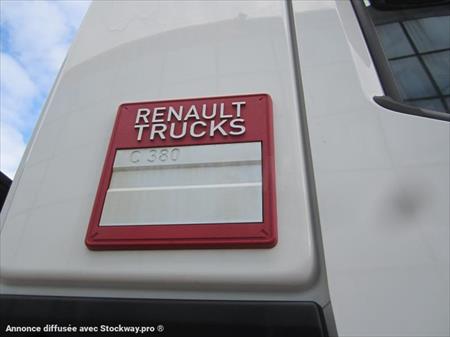 RENAULT
TRUCKS
C 380
Annonce diffusée avec Stockway.pro ®